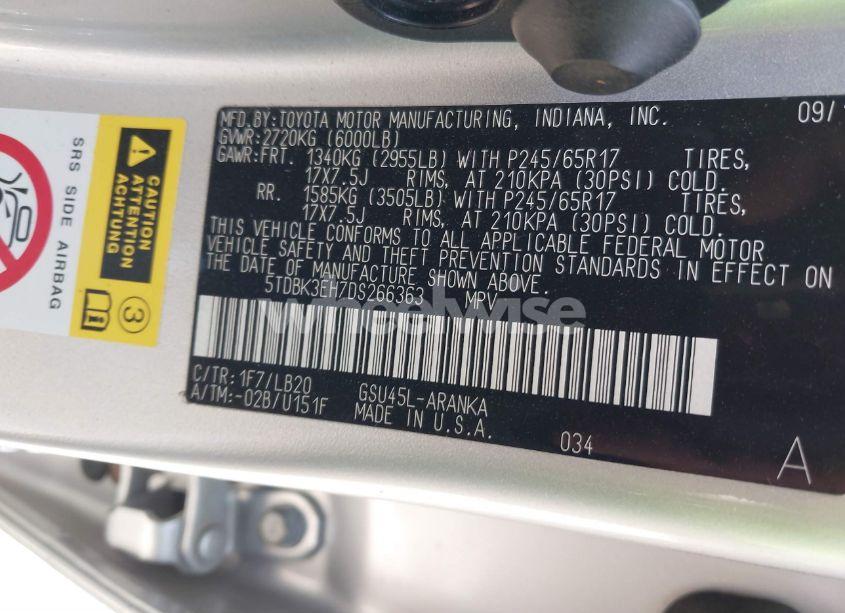 MFD.BY:TOYOTA MOTOR MANUFACTURING, INDIANA, INC. 09/
GVWR:2720KG (6000LB)
GAWR:FRT. 1340KG (2955LB) WITH P245/65R17 TIRES,
17X7.5J RIMS, AT 210KPA (30PSI) COLD.
RR. 1585KG (3505LB) WITH P245/65R17 TIRES,
17X7.5J RIMS, AT 210KPA (30PSI) COLD.
THIS VEHICLE CONFORMS TO ALL APPLICABLE FEDERAL MOTOR
VEHICLE SAFETY AND THEFT PREVENTION STANDARDS IN EFFECT ON
THE DATE OF MANUFACTURE SHOWN ABOVE.
5TDBK3EH7DS266363 MPV
C/TR:1F7/LB20 GSU45L-ARANKA
A/TM:-02B/U151F MADE IN U.S.A.
034 A
SRS SIDE AIRBAG
CAUTION
ATTENTION
ACHTUNG
3
wheelwise